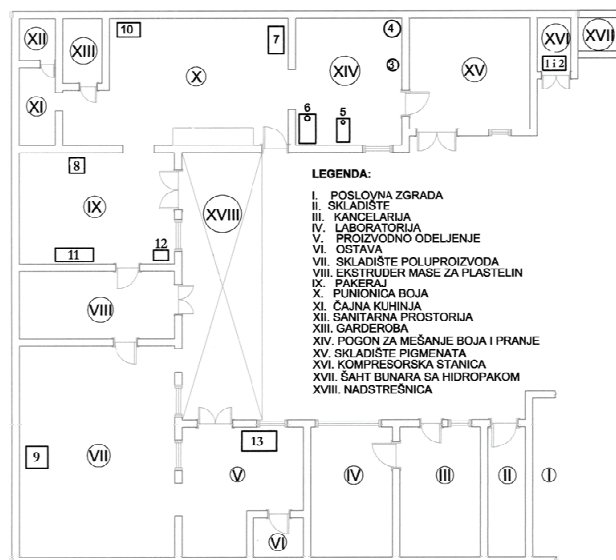 XII
XIII
10
7
4
3
XVI
XVII
1 i 2
X
XIV
XV
XI
6
5
8
IX
XVIII
11
12
VIII
LEGENDA:
I. POSLOVNA ZGRADA
II. SKLADIŠTE
III. KANCELARIJA
IV. LABORATORIJA
V. PROIZVODNO ODELJENJE
VI. OSTAVA
VII. SKLADIŠTE POLUPROIZVODA
VIII. EKSTRUDER MASE ZA PLASTELIN
IX. PAKERAJ
X. PUNIONICA BOJA
XI. ČAJNA KUHINJA
XII. SANITARNA PROSTORIJA
XIII. GARDEROBA
XIV. POGON ZA MEŠANJE BOJA I PRANJE
XV. SKLADIŠTE PIGMENATA
XVI. KOMPRESORSKA STANICA
XVII. ŠAHT BUNARA SA HIDROPAKOM
XVIII. NADSTREŠNICA
9
VII
13
V
IV
III
II
I
VI